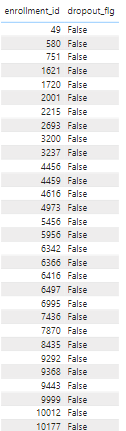 enrollment_id dropout_flg
49 False
580 False
751 False
1621 False
1720 False
2001 False
2215 False
2693 False
3200 False
3237 False
4456 False
4459 False
4616 False
4973 False
5456 False
5956 False
6342 False
6366 False
6416 False
6497 False
6995 False
7436 False
7870 False
8435 False
9292 False
9368 False
9443 False
9999 False
10012 False
10177 False